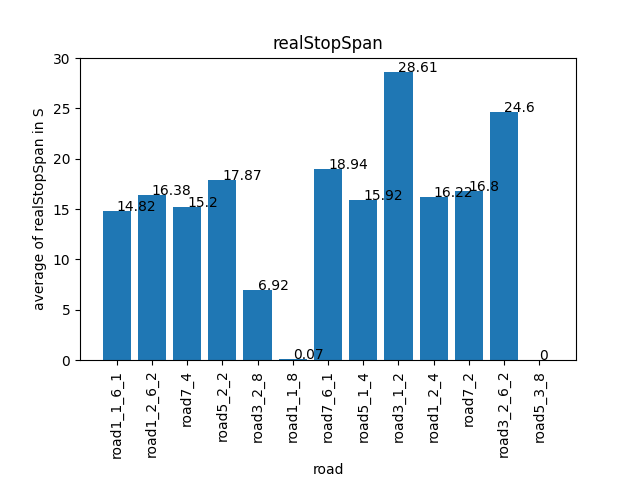 realStopSpan
average of realStopSpan in S
30
25
20
15
10
5
0
14.82
16.38
15.2
17.87
6.92
0.07
18.94
15.92
28.61
16.22
16.8
24.6
0
road1_1_6_1
road1_2_6_2
road7_4
road5_2_2
road3_2_8
road1_1_8
road7_6_1
road5_1_4
road3_1_2
road1_2_4
road7_2
road3_2_6_2
road5_3_8
road